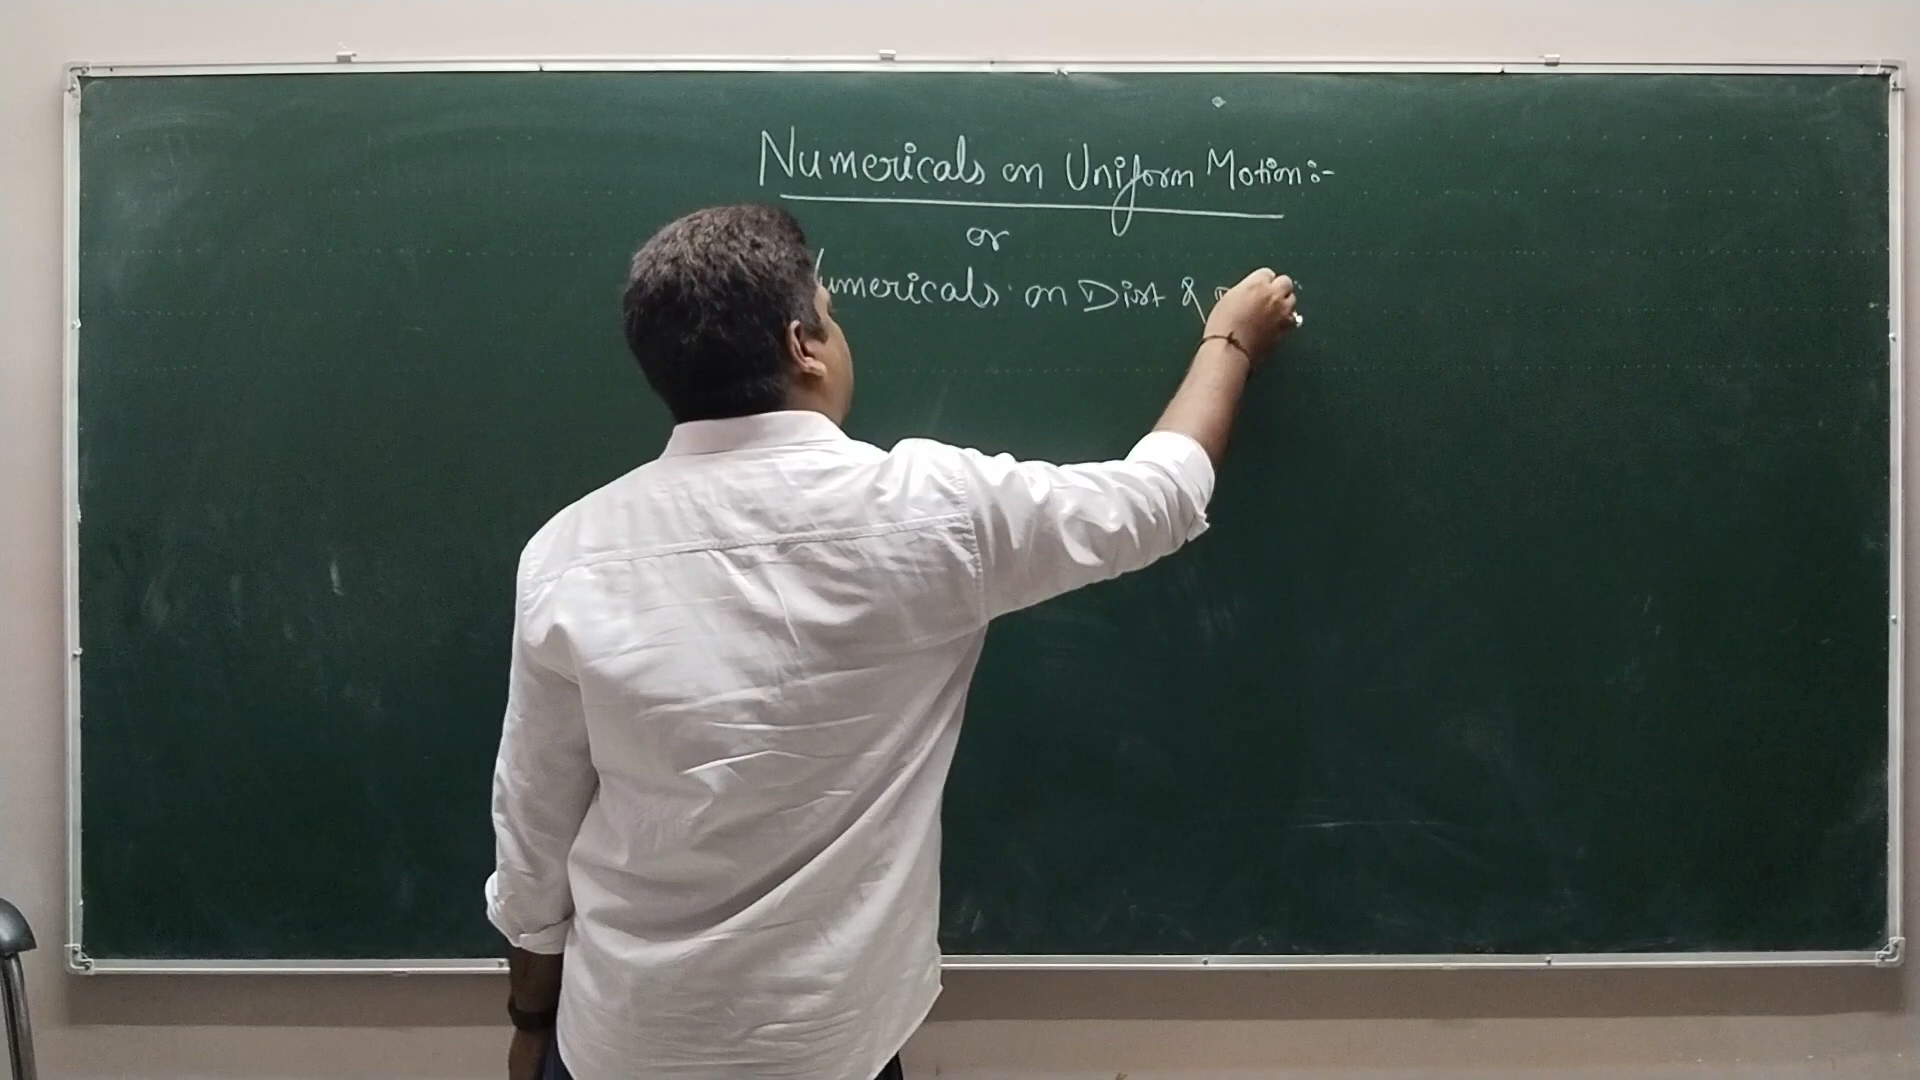 Numericals on Uniform Motion:-
or
Numericals on Dist &